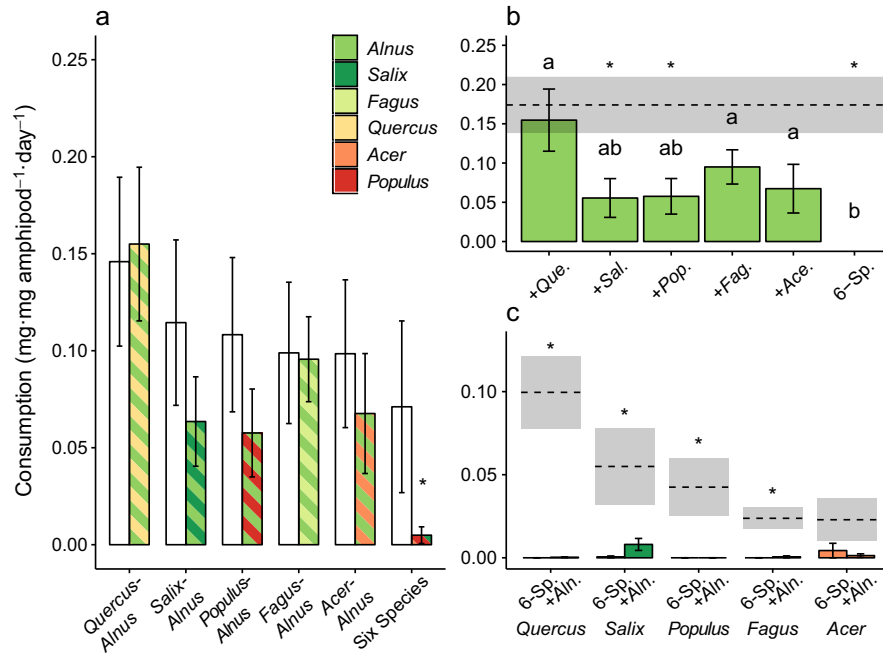 a
Consumption (mg·mg amphipod⁻¹·day⁻¹)
0.25
0.20
0.15
0.10
0.05
0.00
Alnus
Salix
Fagus
Quercus
Acer
Populus
*
Quercus-
Alnus
Salix-
Alnus
Populus-
Alnus
Fagus-
Alnus
Acer-
Alnus
Six Species
b
0.25
0.20
0.15
0.10
0.05
0.00
a
*
*
*
ab
ab
a
a
b
+Que.
+Sal.
+Pop.
+Fag.
+Ace.
6−Sp.
c
0.10
0.05
0.00
*
*
*
*
6-Sp.
+Aln.
6-Sp.
+Aln.
6-Sp.
+Aln.
6-Sp.
+Aln.
6-Sp.
+Aln.
Quercus Salix Populus Fagus Acer